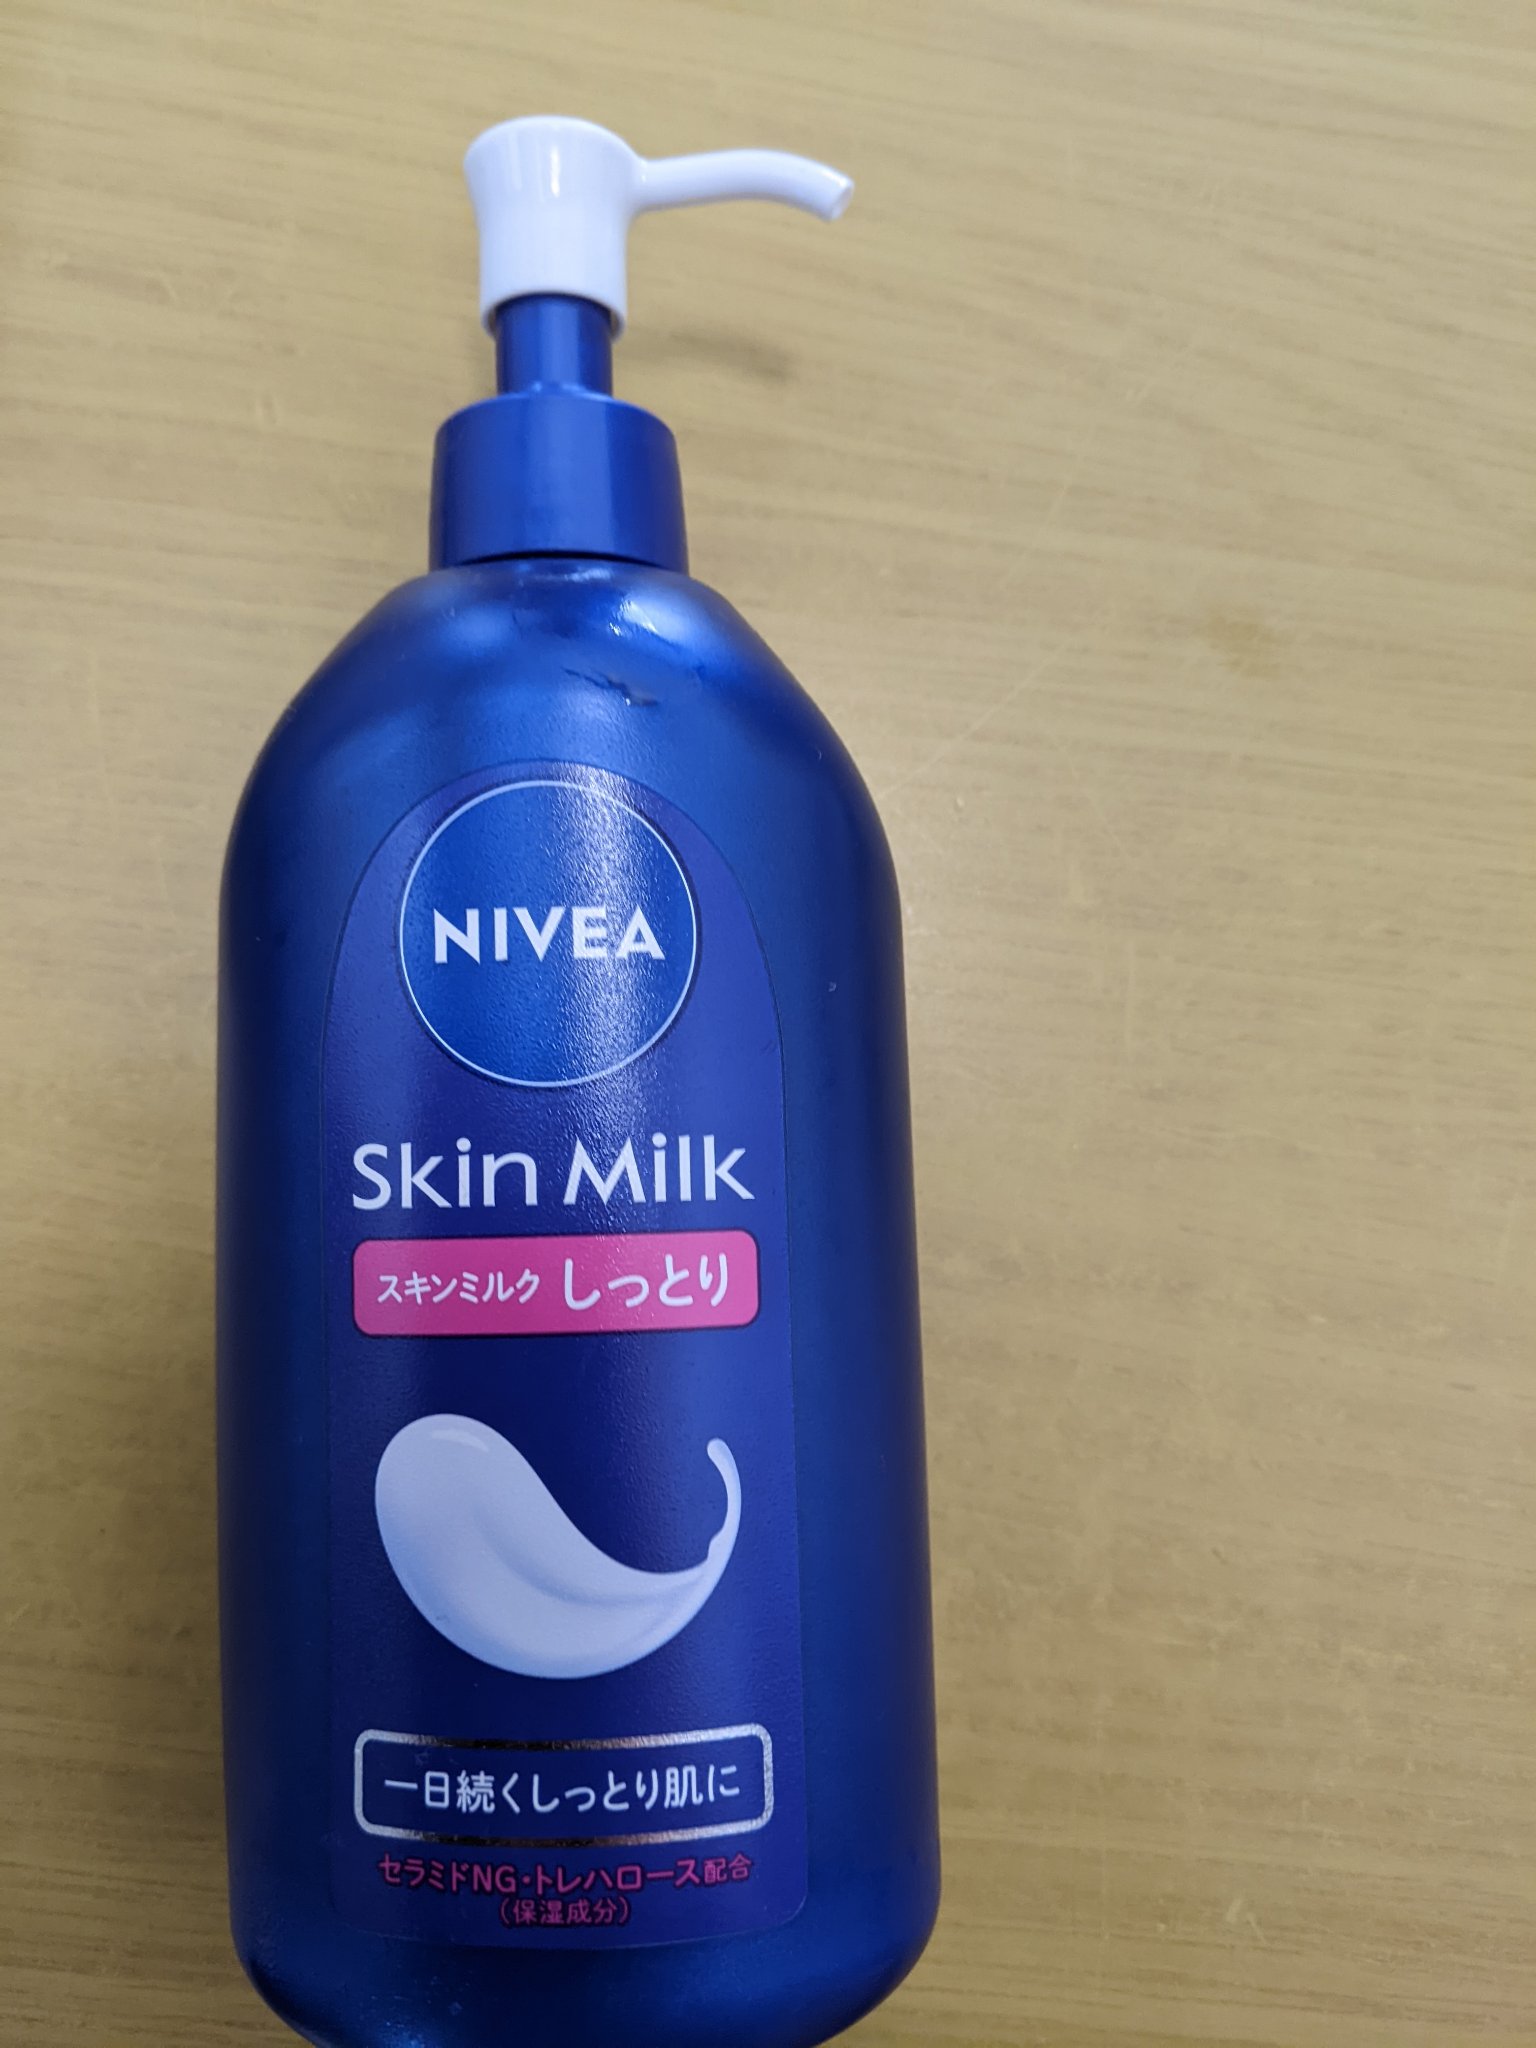 NIVEA
Skin Milk
スキンミルク しっとり
一日続くしっとり肌に
セラミドNG・トレハロース配合
(保湿成分)